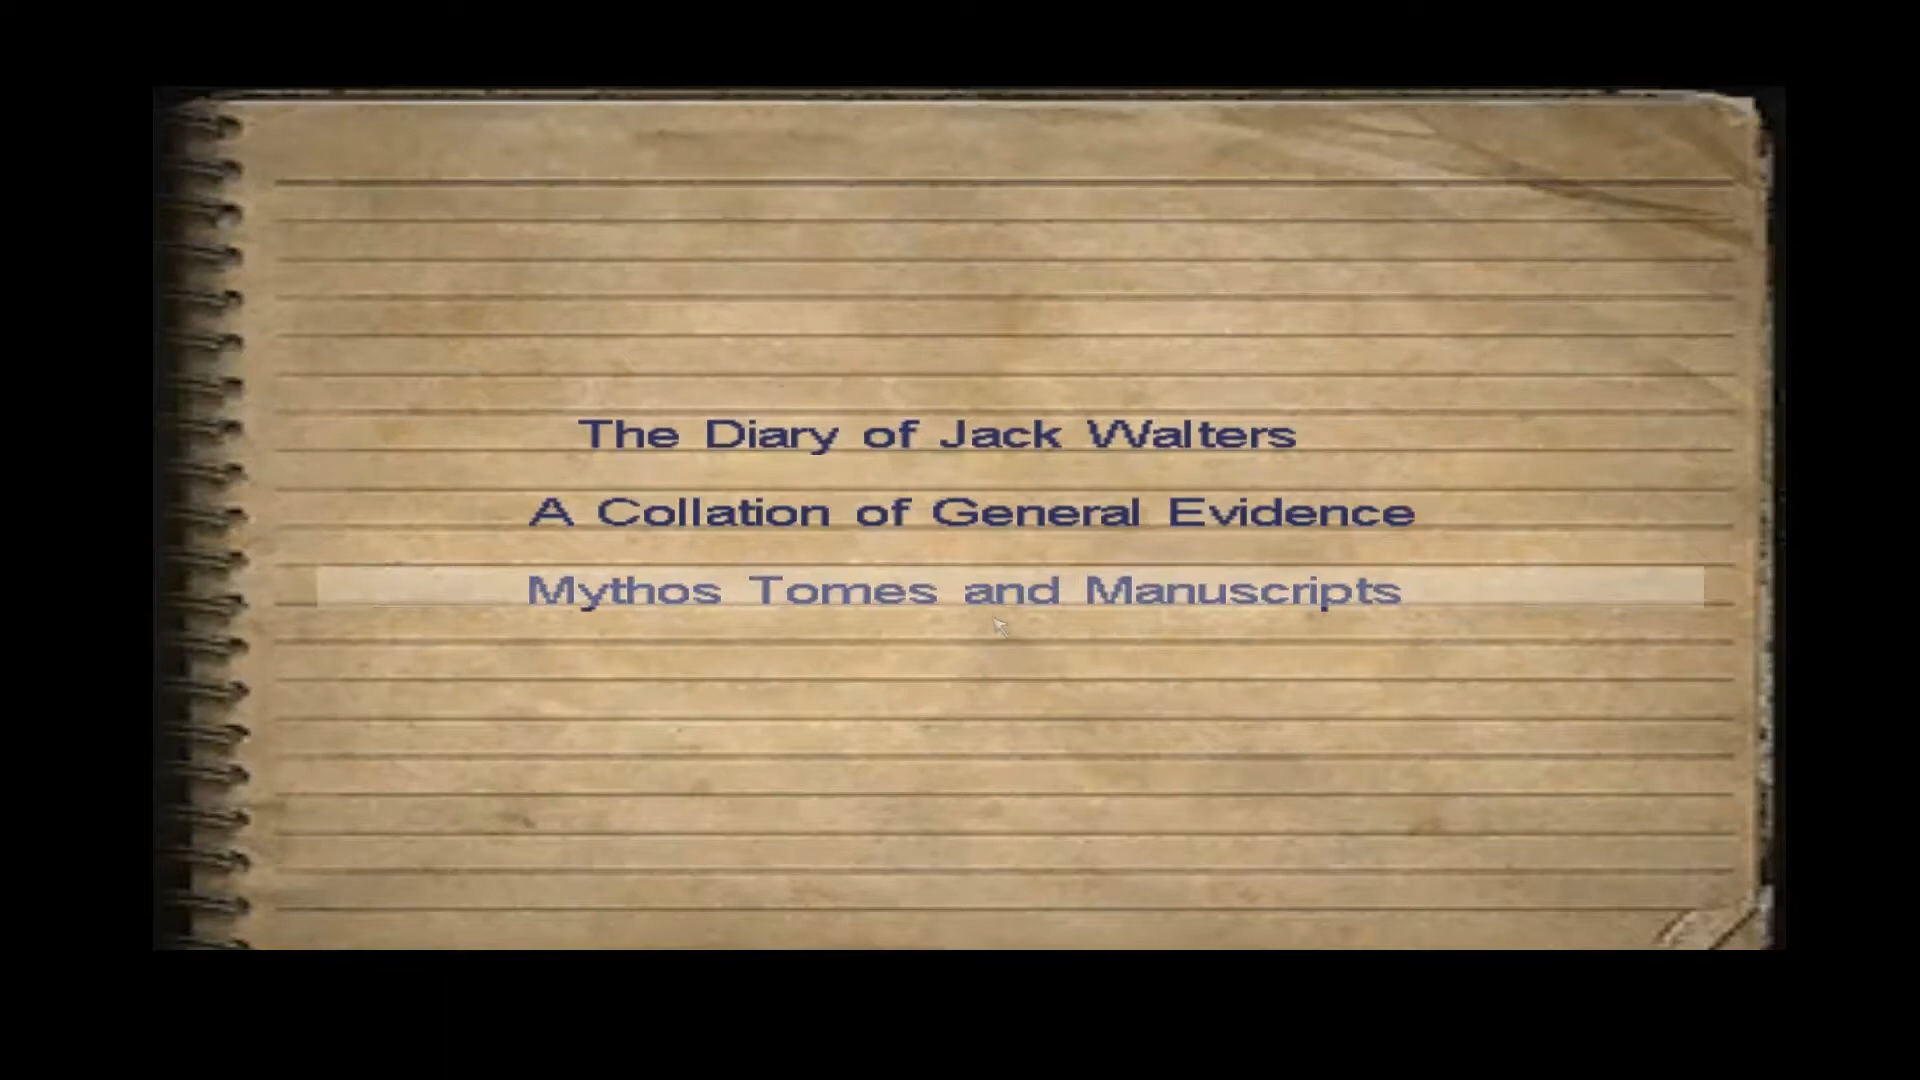 The Diary of Jack Walters
A Collation of General Evidence
Mythos Tomes and Manuscripts